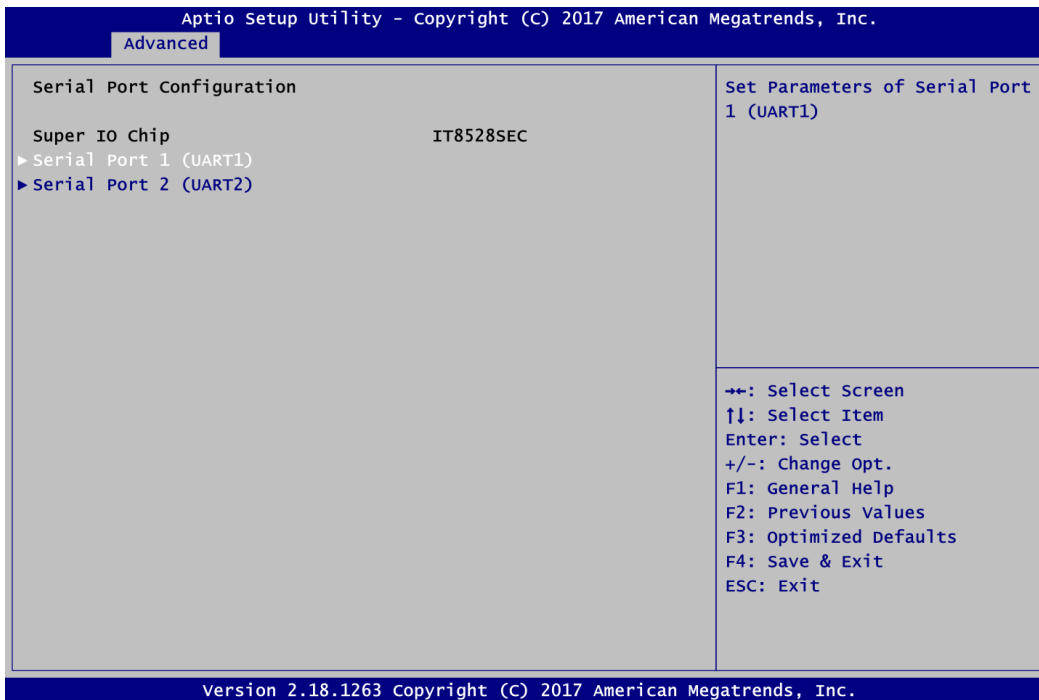 Aptio Setup Utility - Copyright (C) 2017 American Megatrends, Inc.
Advanced
Serial Port Configuration
Super IO Chip IT8528SEC
▶ Serial Port 1 (UART1)
▶ Serial Port 2 (UART2)
Set Parameters of Serial Port
1 (UART1)
→←: Select Screen
↑↓: Select Item
Enter: Select
+/-: Change Opt.
F1: General Help
F2: Previous Values
F3: Optimized Defaults
F4: Save & Exit
ESC: Exit
Version 2.18.1263 Copyright (C) 2017 American Megatrends, Inc.